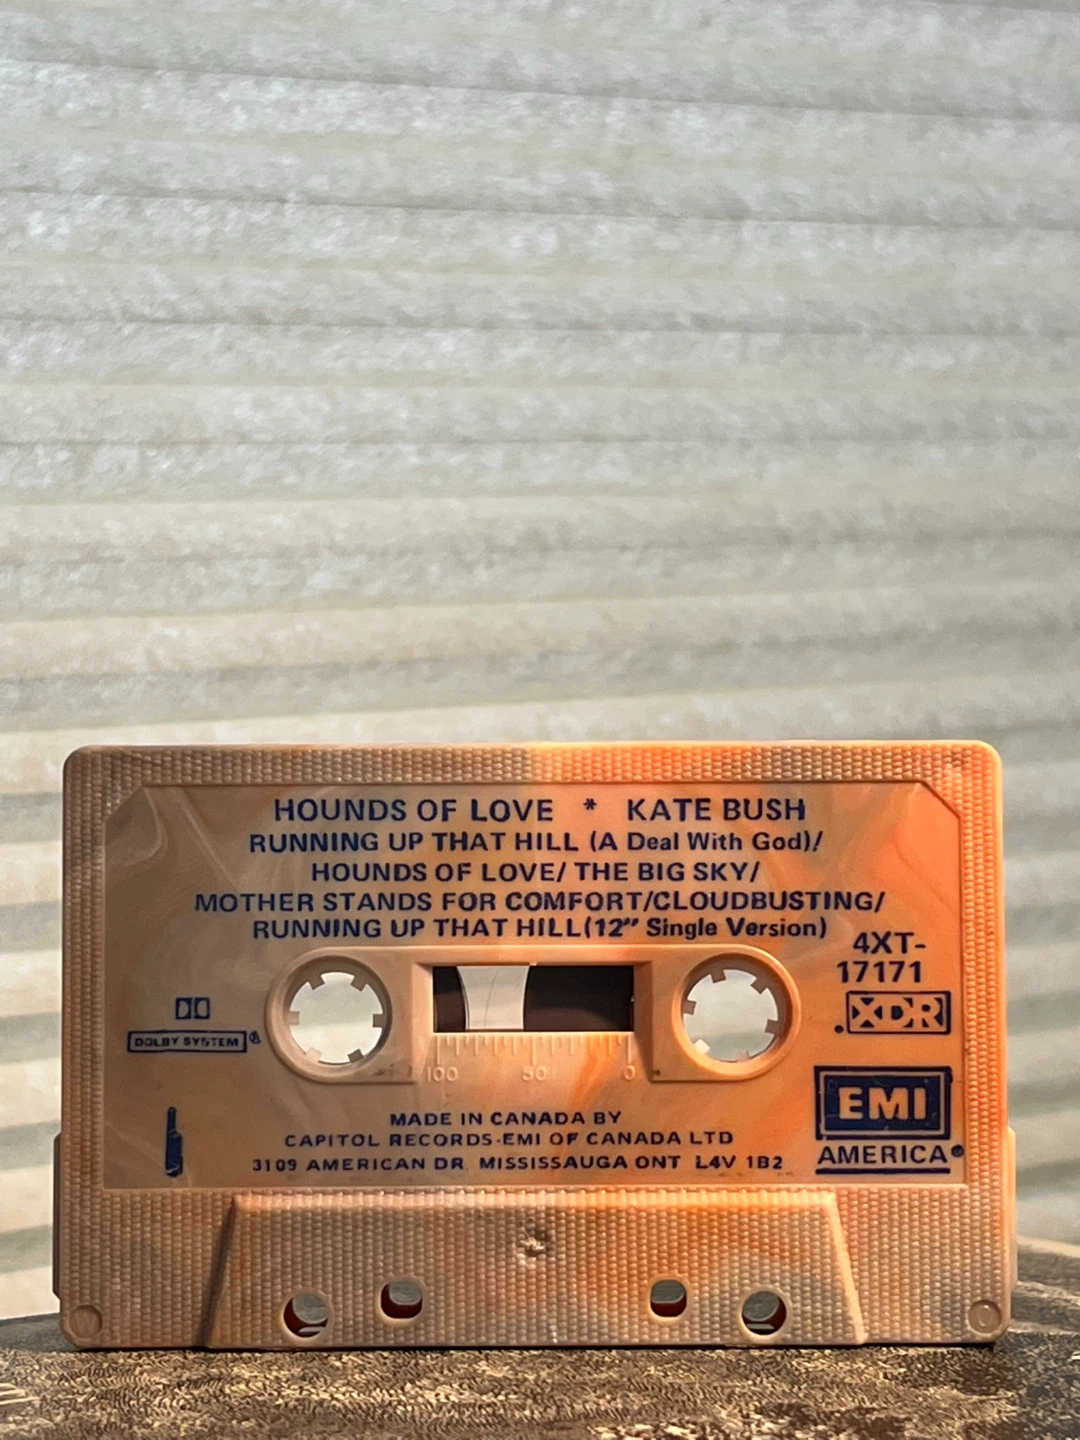 HOUNDS OF LOVE * KATE BUSH
RUNNING UP THAT HILL (A Deal With God)/
HOUNDS OF LOVE/ THE BIG SKY/
MOTHER STANDS FOR COMFORT/CLOUDBUSTING/
RUNNING UP THAT HILL(12" Single Version)
4XT-
17171
.XDR
DOLBY SYSTEM®
100 50 0
1
EMI
AMERICA®
MADE IN CANADA BY
CAPITOL RECORDS-EMI OF CANADA LTD
3109 AMERICAN DR. MISSISSAUGA ONT L4V 1B2